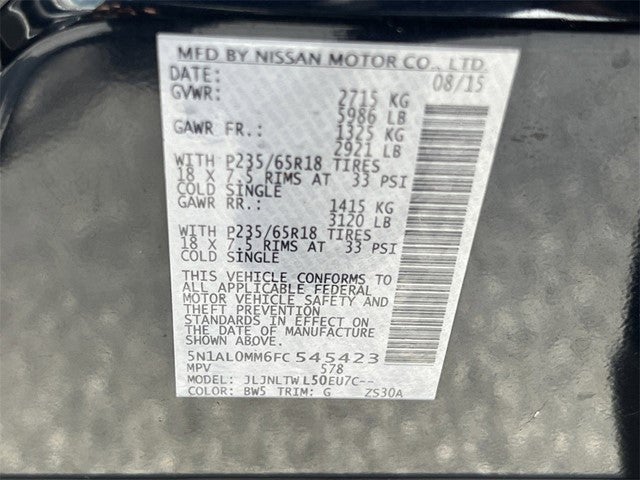 MFD BY NISSAN MOTOR CO., LTD.
DATE: 08/15
GVWR: 2715 KG
5986 LB
GAWR FR.: 1325 KG
2921 LB
WITH P235/65R18 TIRES
18 X 7.5 RIMS AT 33 PSI
COLD SINGLE
GAWR RR.: 1415 KG
3120 LB
WITH P235/65R18 TIRES
18 X 7.5 RIMS AT 33 PSI
COLD SINGLE
THIS VEHICLE CONFORMS TO
ALL APPLICABLE FEDERAL
MOTOR VEHICLE SAFETY AND
THEFT PREVENTION
STANDARDS IN EFFECT ON
THE DATE OF MANUFACTURE
SHOWN ABOVE.
5N1AL0MM6FC 545423
MPV 578
MODEL: JLJNLTW L50EU7C--
COLOR: BW5 TRIM: G ZS30A